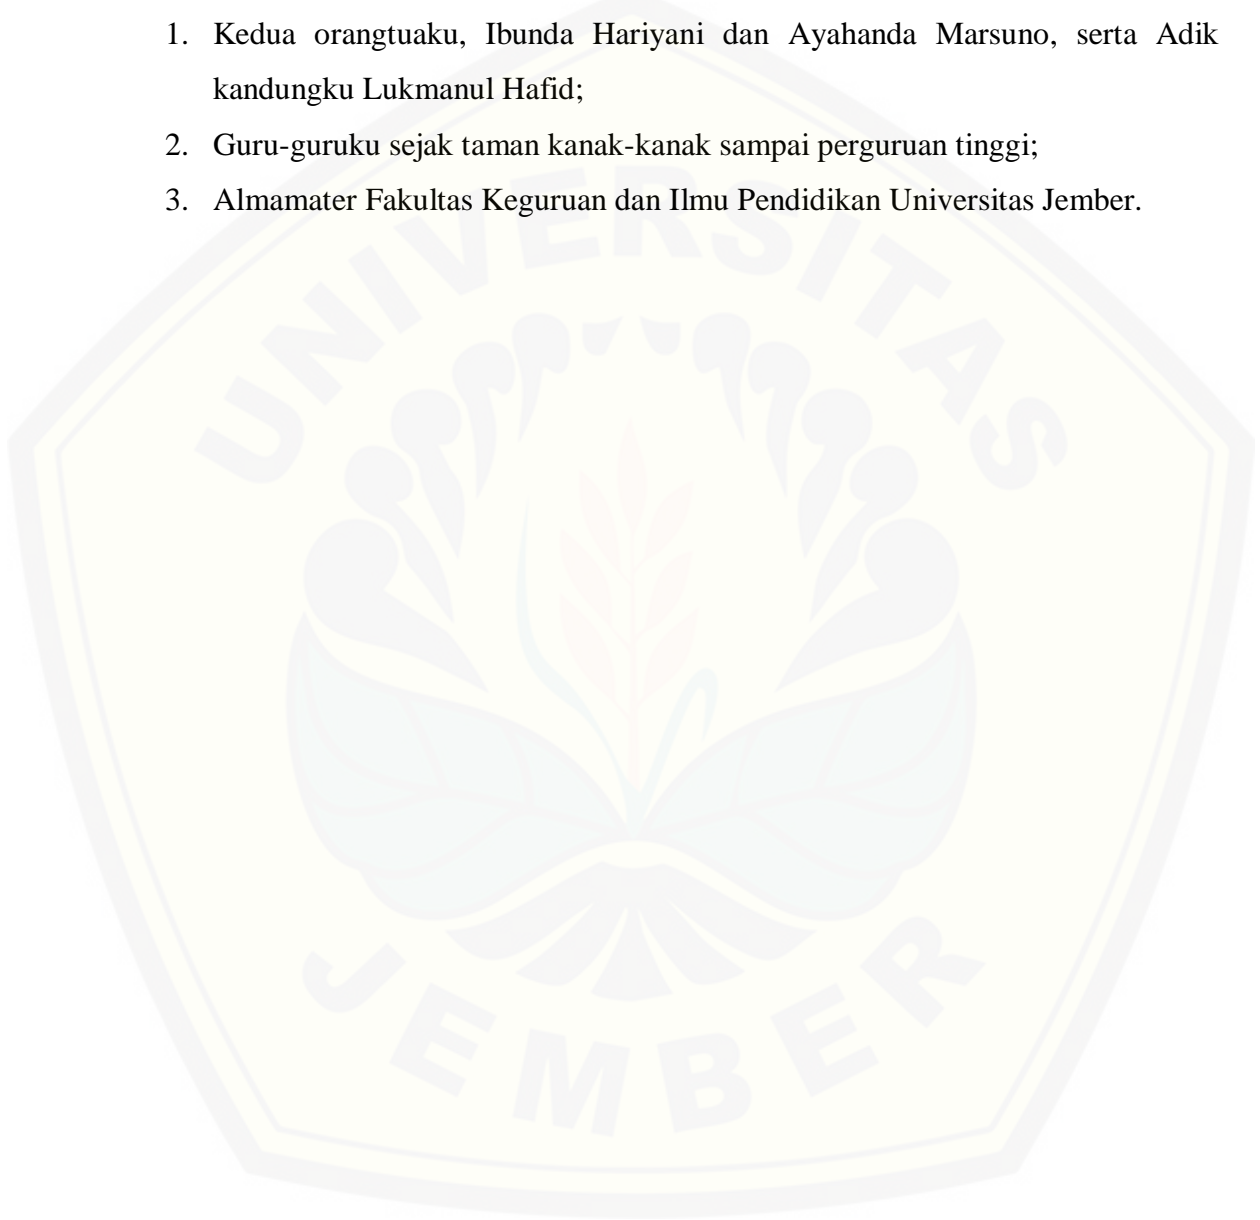 1. Kedua orangtuaku, Ibunda Hariyani dan Ayahanda Marsuno, serta Adik
kandungku Lukmanul Hafid;
2. Guru-guruku sejak taman kanak-kanak sampai perguruan tinggi;
3. Almamater Fakultas Keguruan dan Ilmu Pendidikan Universitas Jember.
UNIVERSITAS
JEMBER